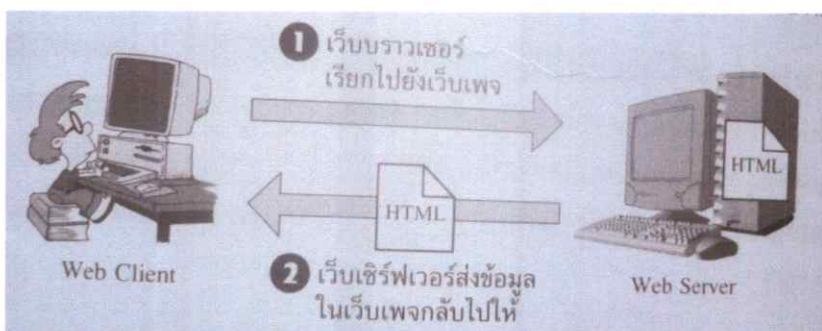 1 เว็บบราวเซอร์
เรียกไปยังเว็บเพจ
HTML
HTML
Web Client
2 เว็บเซิร์ฟเวอร์ส่งข้อมูล
ในเว็บเพจกลับไปให้
Web Server